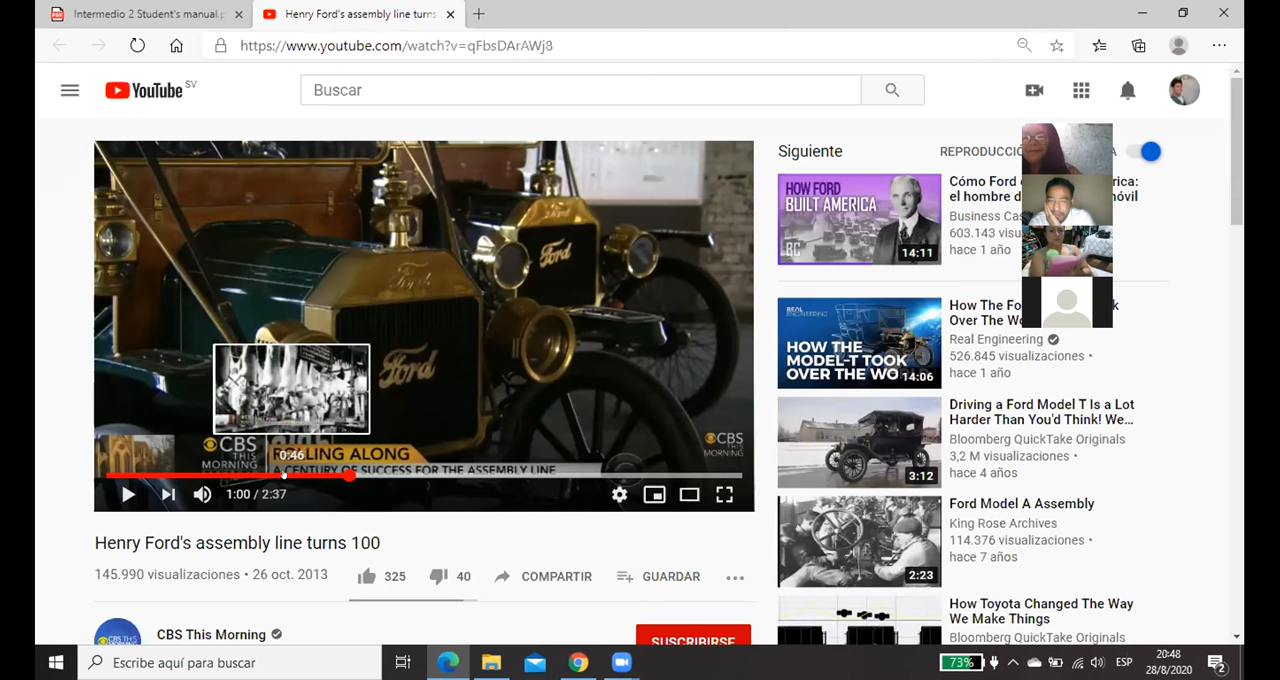 Intermedio 2 Student's manual.p
Henry Ford's assembly line turns
https://www.youtube.com/watch?v=qFbsDArAWj8
YouTube SV
Buscar
Siguiente
REPRODUCCIÓ
A
HOW FORD
BUILT AMERICA
BC
14:11
Cómo Ford
rica:
el hombre d
móvil
Business Cas
603.143 visu
hace 1 año
REAL
ENGINEERING
HOW THE
MODEL-T TOOK
OVER THE WO
14:06
How The Fo
k
Over The Wo
Real Engineering
526.845 visualizaciones •
hace 1 año
3:12
Driving a Ford Model T Is a Lot
Harder Than You'd Think! We...
Bloomberg QuickTake Originals
3,2 M visualizaciones •
hace 4 años
2:23
Ford Model A Assembly
King Rose Archives
114.376 visualizaciones •
hace 7 años
How Toyota Changed The Way
We Make Things
Bloomberg QuickTake Originals
Ford
Ford
Ford
CBS
THIS
MORNING
CBS
THIS
MORNING
ROLLING ALONG
A CENTURY OF SUCCESS FOR THE ASSEMBLY LINE
0:46
1:00 / 2:37
Henry Ford's assembly line turns 100
145.990 visualizaciones • 26 oct. 2013
325
40
COMPARTIR
GUARDAR
CBS This Morning
SUSCRIBIRSE
Escribe aquí para buscar
73%
ESP
20:48
28/8/2020
2